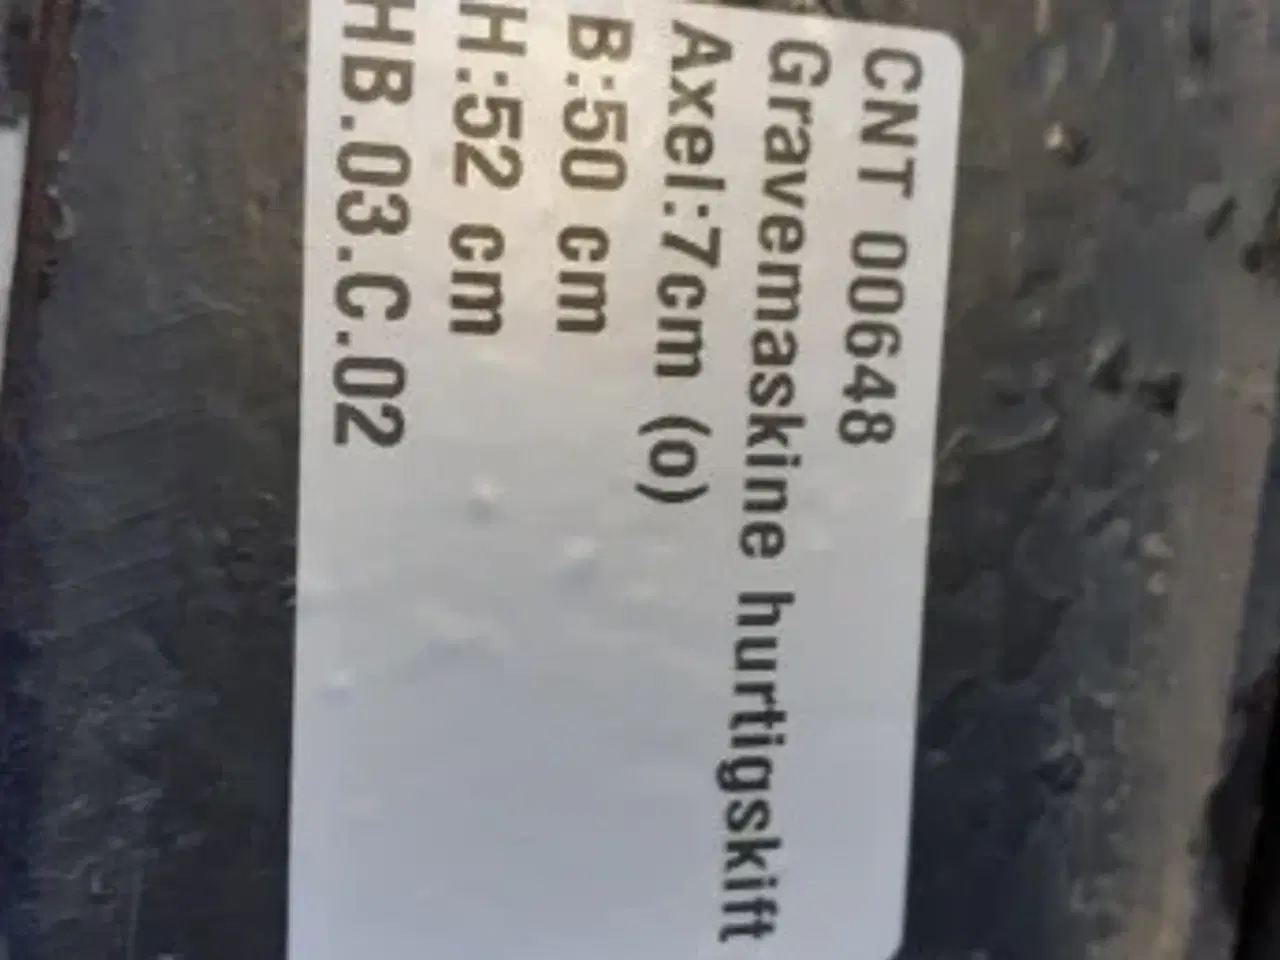 CNT 00648
Gravemaskine hurtigskift
Axel:7cm (o)
B:50 cm
H:52 cm
HB.03.C.02